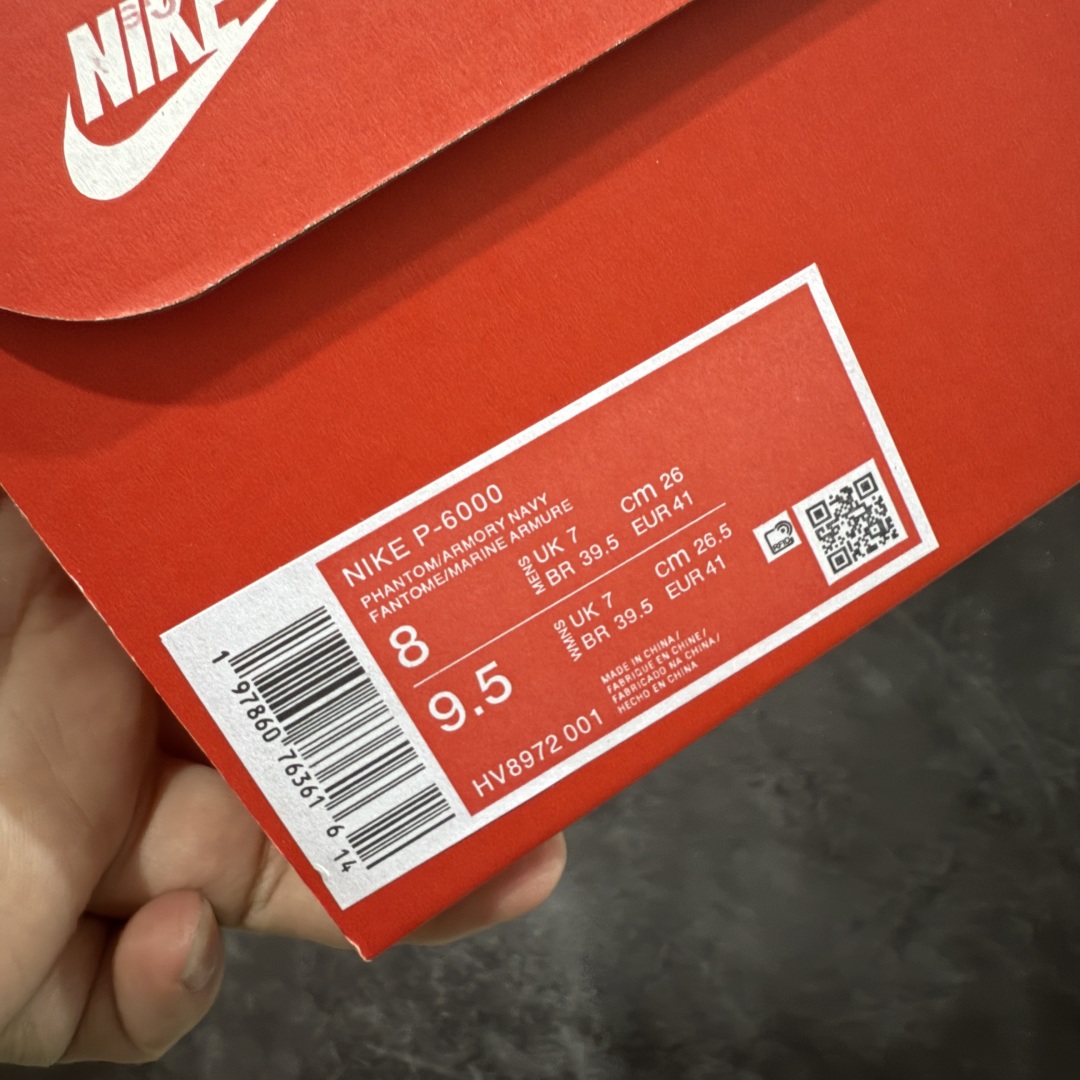 NIKE
NIKE P-6000
PHANTOM/ARMORY NAVY
FANTOME/MARINE ARMURE
8
MENS
UK 7
cm 26
BR 39.5
EUR 41
9.5
WMNS
UK 7
cm 26.5
BR 39.5
EUR 41
HV8972 001
MADE IN CHINA/
FABRIQUE EN CHINE/
FABRICADO NA CHINA/
HECHO EN CHINA
RFID
1 97860 76361 6 14